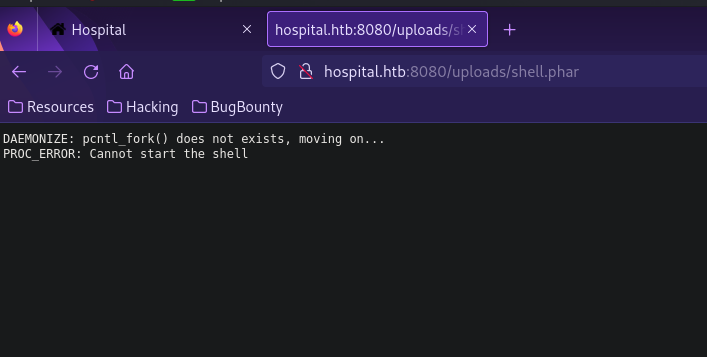 Hospital
hospital.htb:8080/uploads/sh
hospital.htb:8080/uploads/shell.phar
Resources Hacking BugBounty
DAEMONIZE: pcntl_fork() does not exists, moving on...
PROC_ERROR: Cannot start the shell